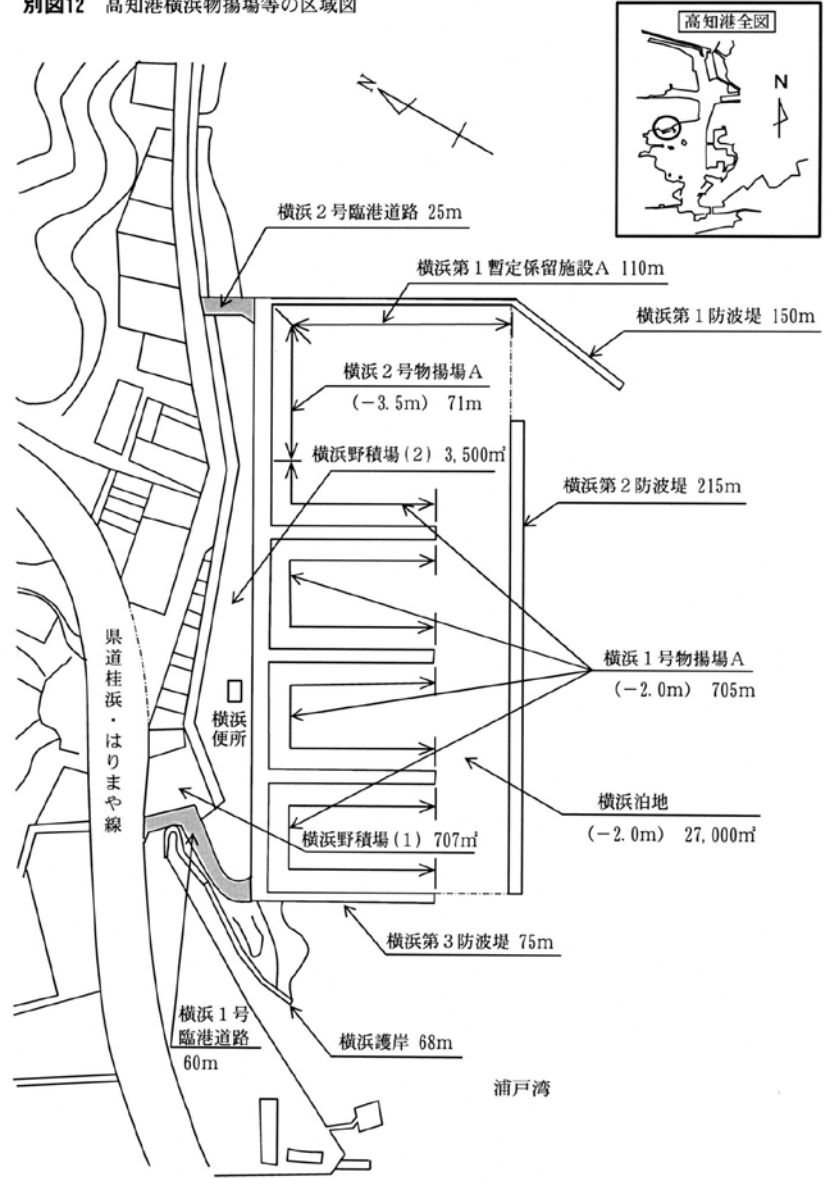 別図12 高知港横浜物揚場等の区域図
高知港全図
N
N
横浜2号臨港道路 25m
横浜第1暫定係留施設A 110m
横浜第1防波堤 150m
横浜2号物揚場A
(-3.5m) 71m
横浜野積場(2) 3,500㎡
横浜第2防波堤 215m
県道桂浜・はりまや線
横浜
便所
横浜1号物揚場A
(-2.0m) 705m
横浜泊地
(-2.0m) 27,000㎡
横浜野積場(1) 707㎡
横浜第3防波堤 75m
横浜1号
臨港道路
60m
横浜護岸 68m
浦戸湾